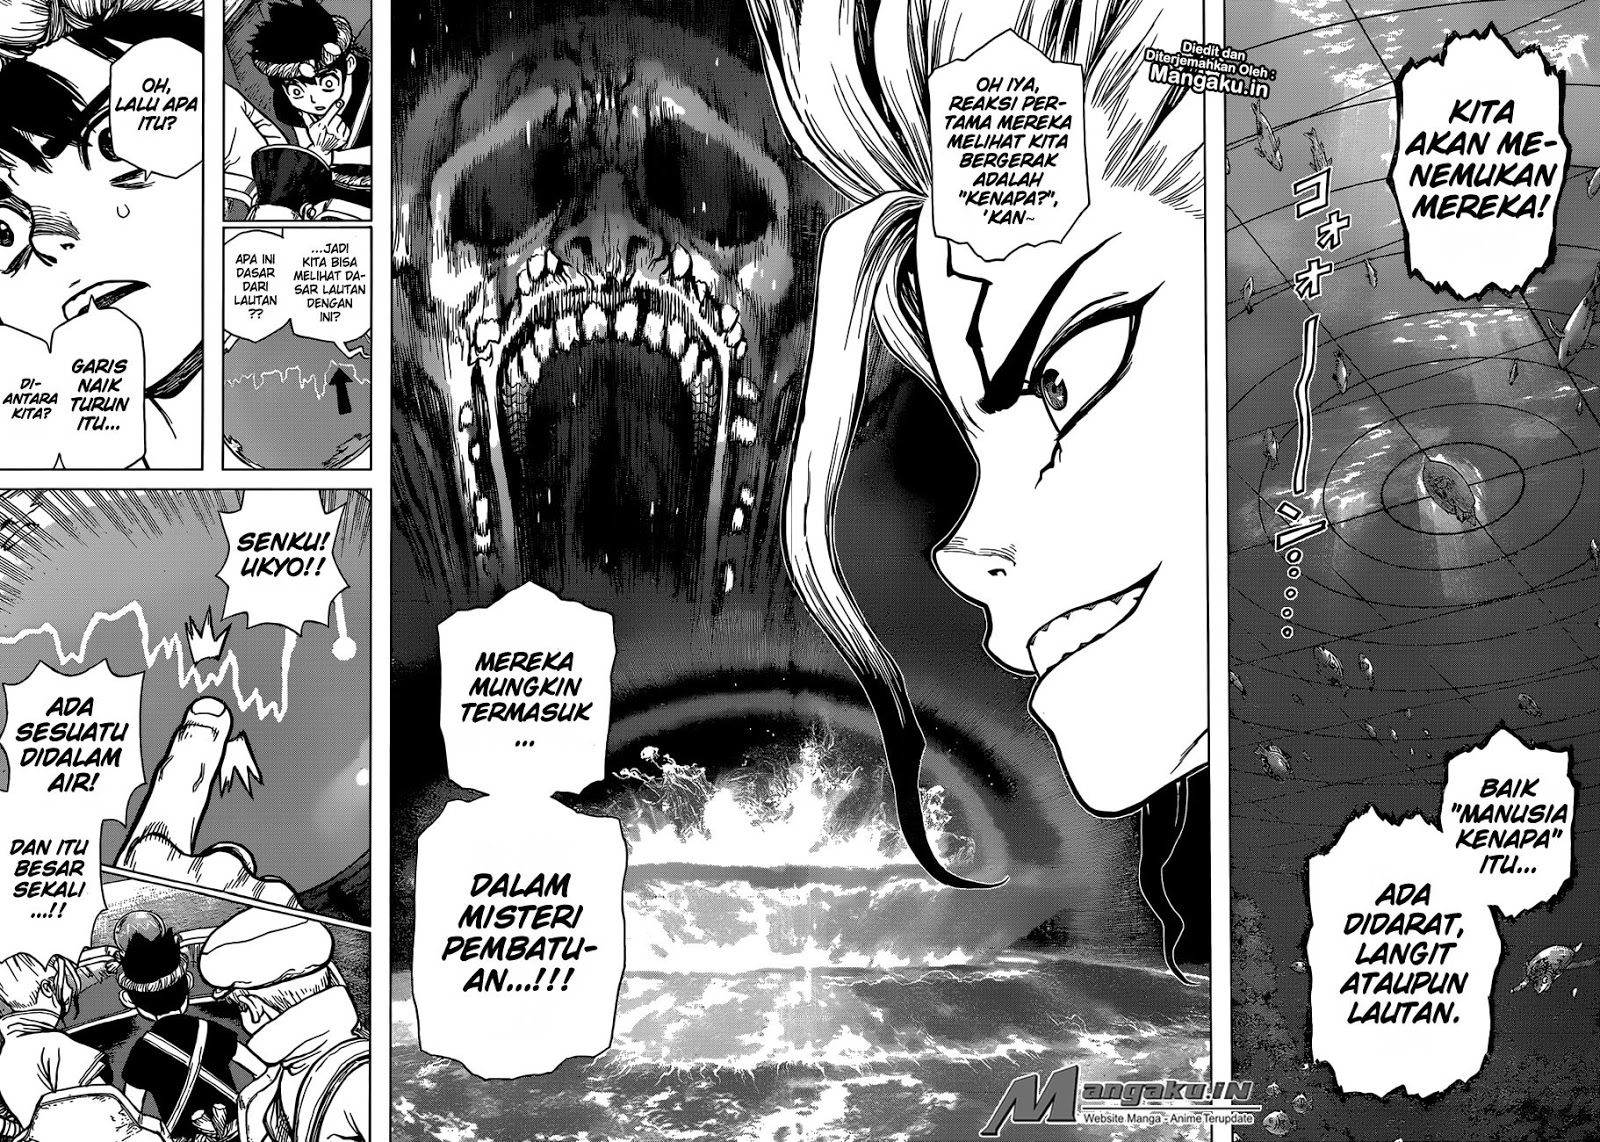 KITA
AKAN ME-
NEMUKAN
MEREKA!
コォォーーン。。。。。
BAIK
"MANUSIA
KENAPA"
ITU...
ADA
DIDARAT,
LANGIT
ATAUPUN
LAUTAN.
Diedit dan
Diterjemahkan Oleh :
Mangaku.in
OH IYA,
REAKSI PER-
TAMA MEREKA
MELIHAT KITA
BERGERAK
ADALAH
"KENAPA?",
'KAN~
MEREKA
MUNGKIN
TERMASUK
...
DALAM
MISTERI
PEMBATU-
AN...!!!
MANGAKU.IN
Website Manga - Anime Terupdate
OH,
LALU APA
ITU?
...JADI
KITA BISA
MELIHAT DA-
SAR LAUTAN
DENGAN
INI?
APA INI
DASAR
DARI
LAUTAN
??
GARIS
NAIK
TURUN
ITU...
DI-
ANTARA
KITA?
SENKU!
UKYO!!
ADA
SESUATU
DIDALAM
AIR!
DAN ITU
BESAR
SEKALI
...!!